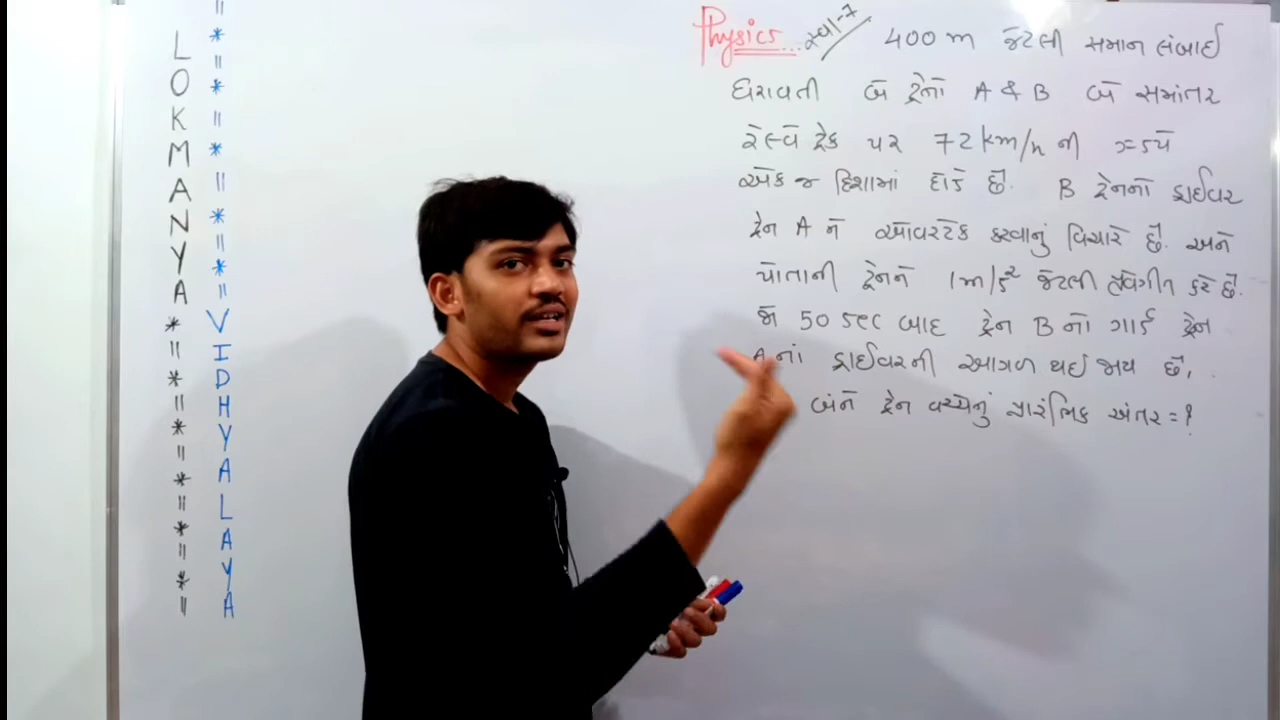 LOKMANYA
VIDHYALAYA
Physics... સ્વા-7 400 m જેટલી સમાન લંબાઈ
ધરાવતી બે ટ્રેનો A & B બે સમાંતર
રેલ્વે ટ્રેક પર 72 km/h ની ઝડપે
એક જ દિશામાં દોડે છે. B ટ્રેનનો ડ્રાઈવર
ટ્રેન A ને ઓવરટેક કરવાનું વિચારે છે. અને
પોતાની ટ્રેનને 1 m/s² જેટલી પ્રવેગીત કરે છે.
જો 50 sec બાદ ટ્રેન B નો ગાર્ડ ટ્રેન
A નાં ડ્રાઈવરની આગળ થઈ જાય છે,
બંને ટ્રેન વચ્ચેનું પ્રારંભિક અંતર = ?